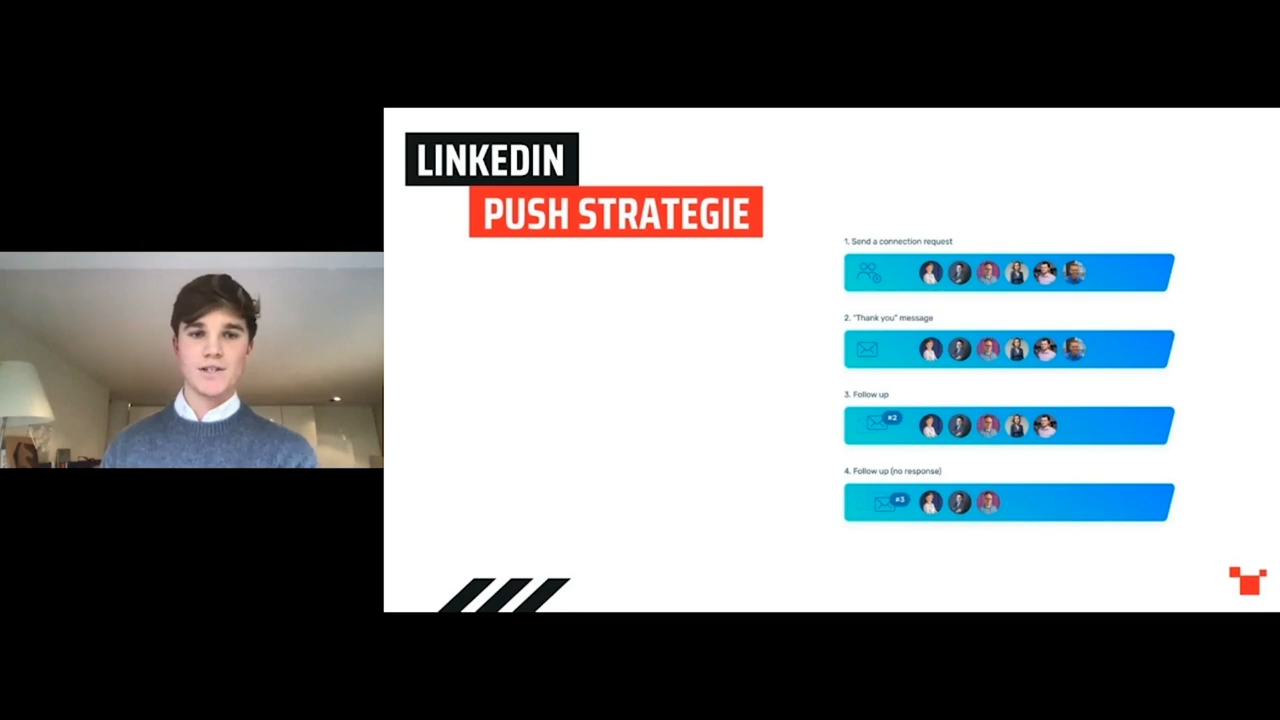 LINKEDIN
PUSH STRATEGIE
1. Send a connection request
2. "Thank you" message
3. Follow up
#2
4. Follow up (no response)
#3